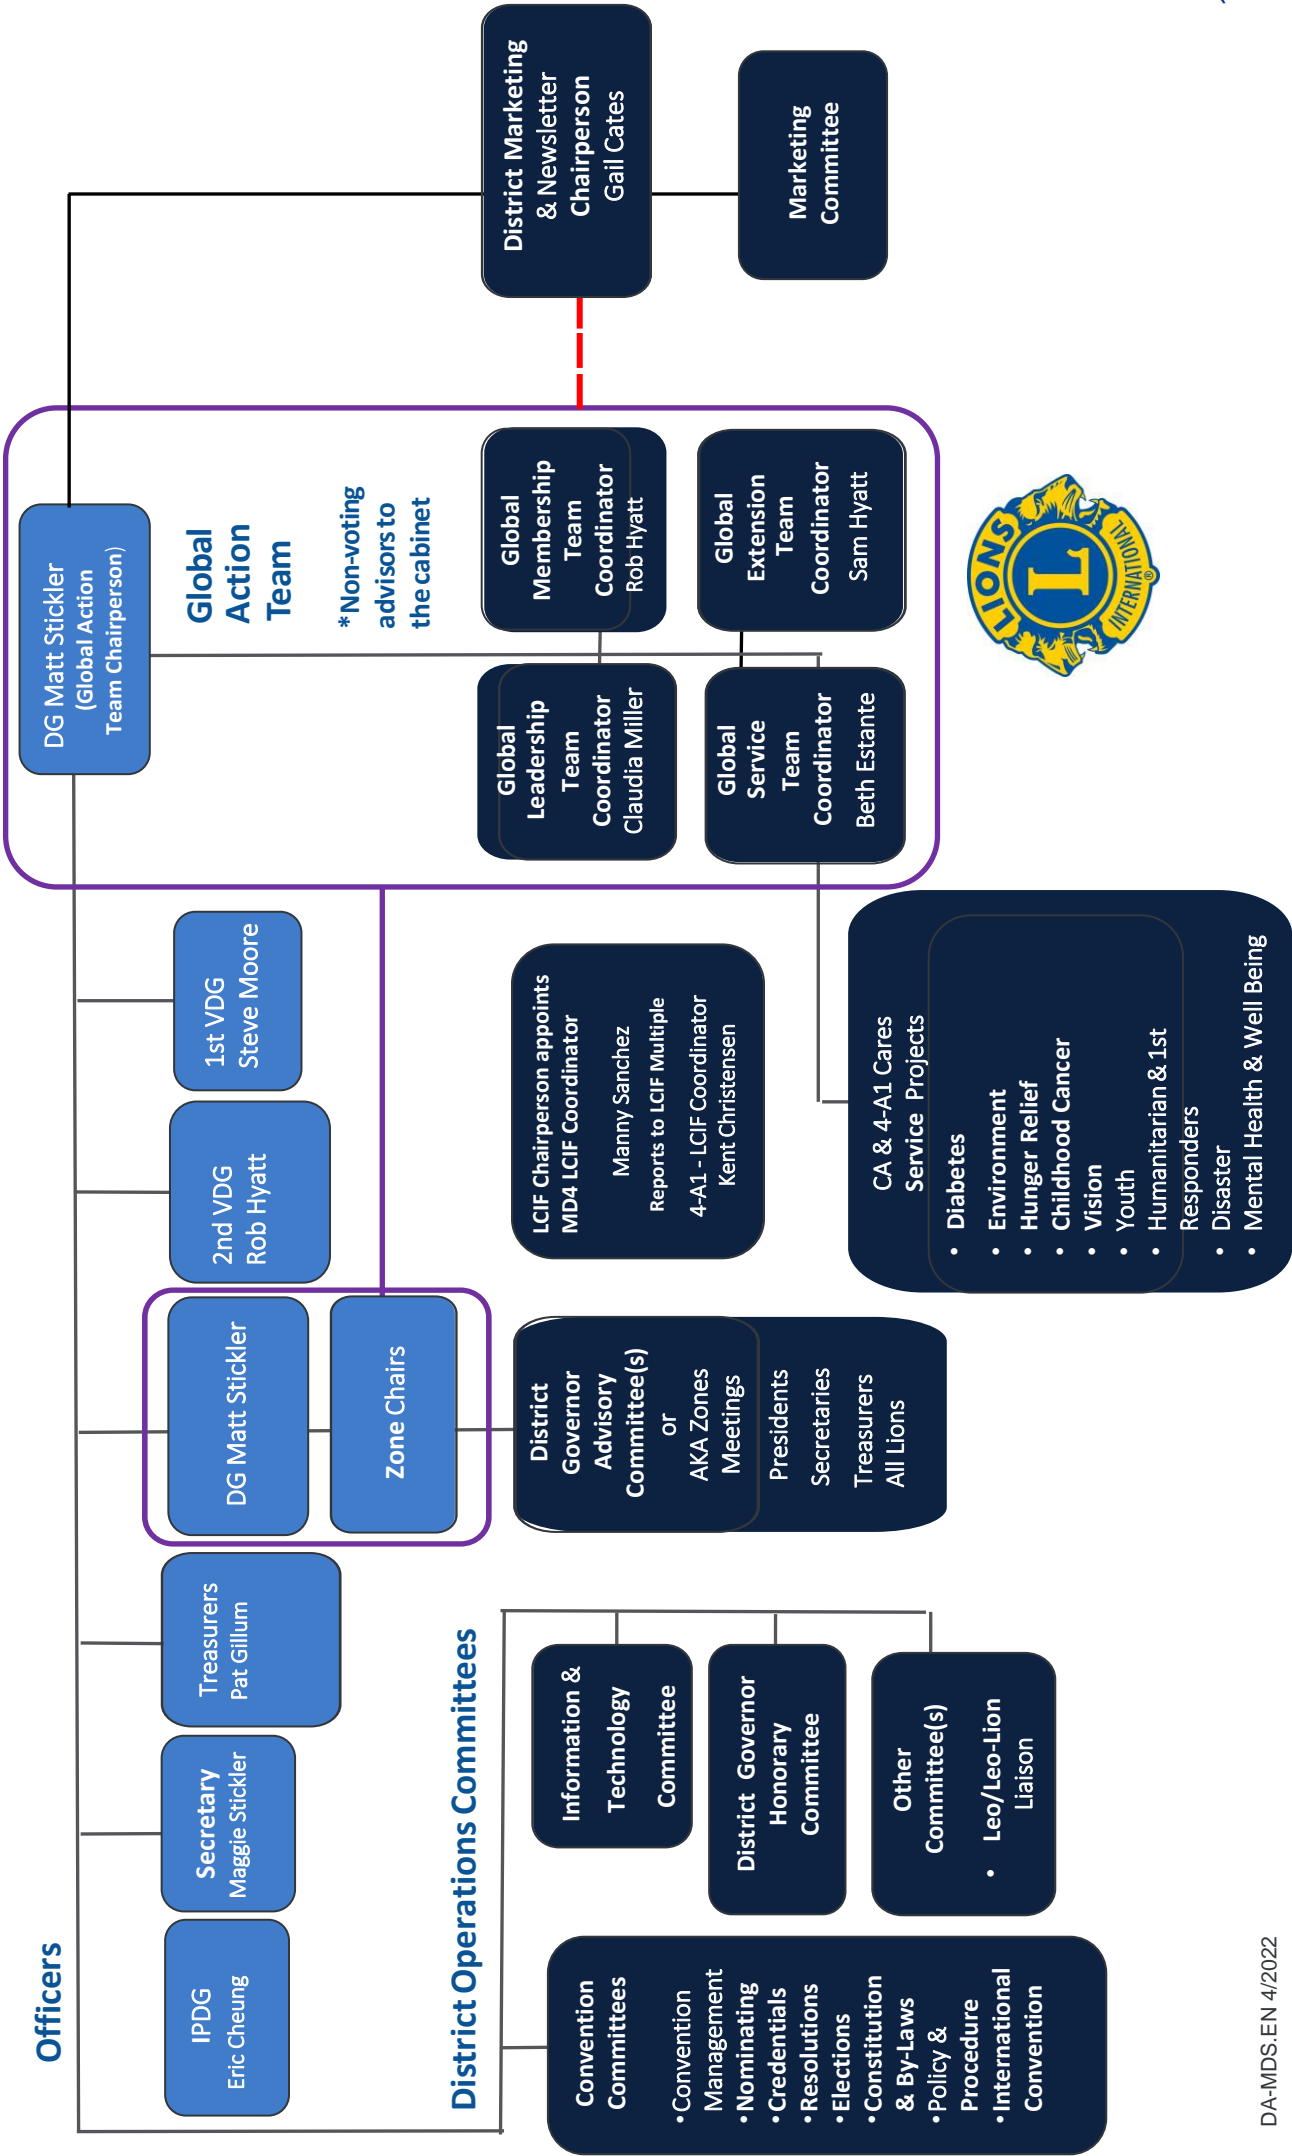 Officers
IPDG
Eric Cheung
Secretary
Maggie Stickler
Treasurers
Pat Gillum
DG Matt Stickler
Zone Chairs
2nd VDG
Rob Hyatt
1st VDG
Steve Moore
DG Matt Stickler
(Global Action
Team Chairperson)
Global
Action
Team
*Non-voting
advisors to
the cabinet
Global
Leadership
Team
Coordinator
Claudia Miller
Global
Membership
Team
Coordinator
Rob Hyatt
Global
Service
Team
Coordinator
Beth Estante
Global
Extension
Team
Coordinator
Sam Hyatt
District Marketing
& Newsletter
Chairperson
Gail Cates
Marketing
Committee
District Operations Committees
Convention
Committees
•Convention
Management
•Nominating
•Credentials
•Resolutions
•Elections
•Constitution
& By-Laws
•Policy &
Procedure
•International
Convention
Information &
Technology
Committee
District Governor
Honorary
Committee
Other
Committee(s)
• Leo/Leo-Lion
Liaison
District
Governor
Advisory
Committee(s)
or
AKA Zones
Meetings
Presidents
Secretaries
Treasurers
All Lions
LCIF Chairperson appoints
MD4 LCIF Coordinator
Manny Sanchez
Reports to LCIF Multiple
4-A1 - LCIF Coordinator
Kent Christensen
CA & 4-A1 Cares
Service Projects
• Diabetes
• Environment
• Hunger Relief
• Childhood Cancer
• Vision
• Youth
• Humanitarian & 1st
Responders
• Disaster
• Mental Health & Well Being
LIONS
L
INTERNATIONAL
®
DA-MDS.EN 4/2022